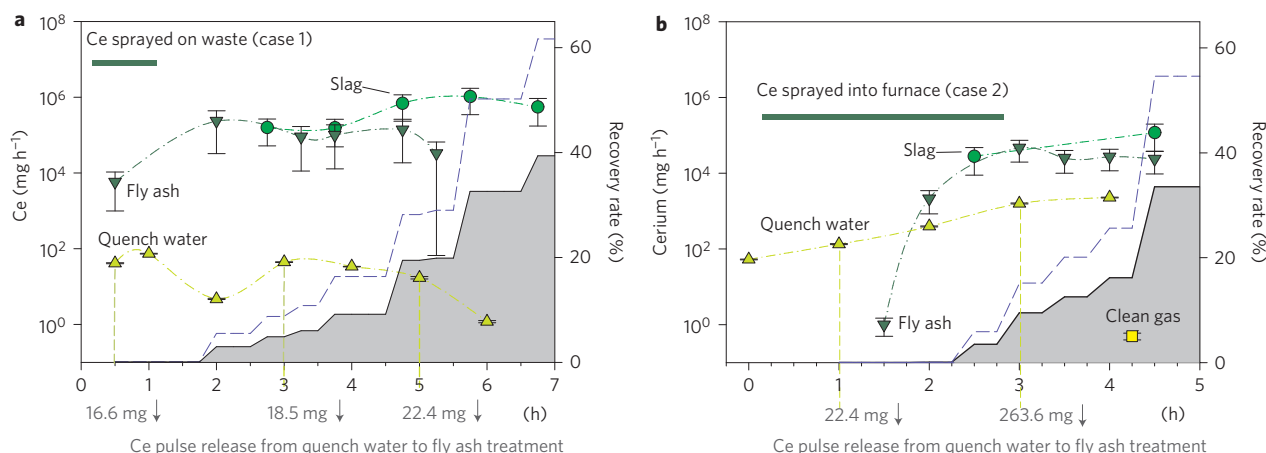 a
Ce sprayed on waste (case 1)
Slag
Fly ash
Quench water
Ce (mg h⁻¹)
10⁸
10⁶
10⁴
10²
10⁰
60
40
20
0
Recovery rate (%)
0 1 2 3 4 5 6 7
16.6 mg 18.5 mg 22.4 mg (h)
Ce pulse release from quench water to fly ash treatment
b
Ce sprayed into furnace (case 2)
Slag
Quench water
Fly ash
Clean gas
Cerium (mg h⁻¹)
10⁸
10⁶
10⁴
10²
10⁰
60
40
20
0
Recovery rate (%)
0 1 2 3 4 5
22.4 mg 263.6 mg (h)
Ce pulse release from quench water to fly ash treatment